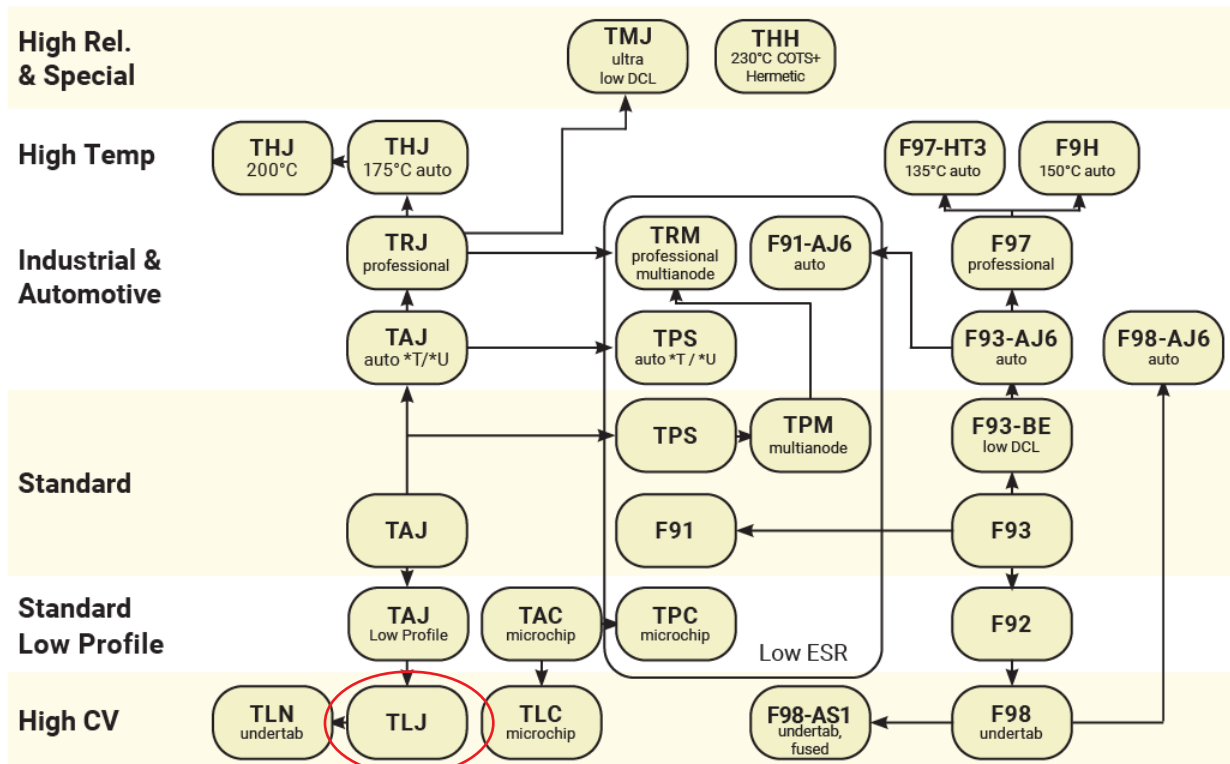 High Rel.
& Special
TMJ
ultra
low DCL
THH
230°C COTS+
Hermetic
High Temp
THJ
200°C
THJ
175°C auto
F97-HT3
135°C auto
F9H
150°C auto
Industrial &
Automotive
TRJ
professional
TRM
professional
multianode
F91-AJ6
auto
F97
professional
TAJ
auto *T/*U
TPS
auto *T / *U
F93-AJ6
auto
F98-AJ6
auto
Standard
TPS
TPM
multianode
F93-BE
low DCL
TAJ
F91
F93
Standard
Low Profile
TAJ
Low Profile
TAC
microchip
TPC
microchip
Low ESR
F92
High CV
TLN
undertab
TLJ
TLC
microchip
F98-AS1
undertab,
fused
F98
undertab